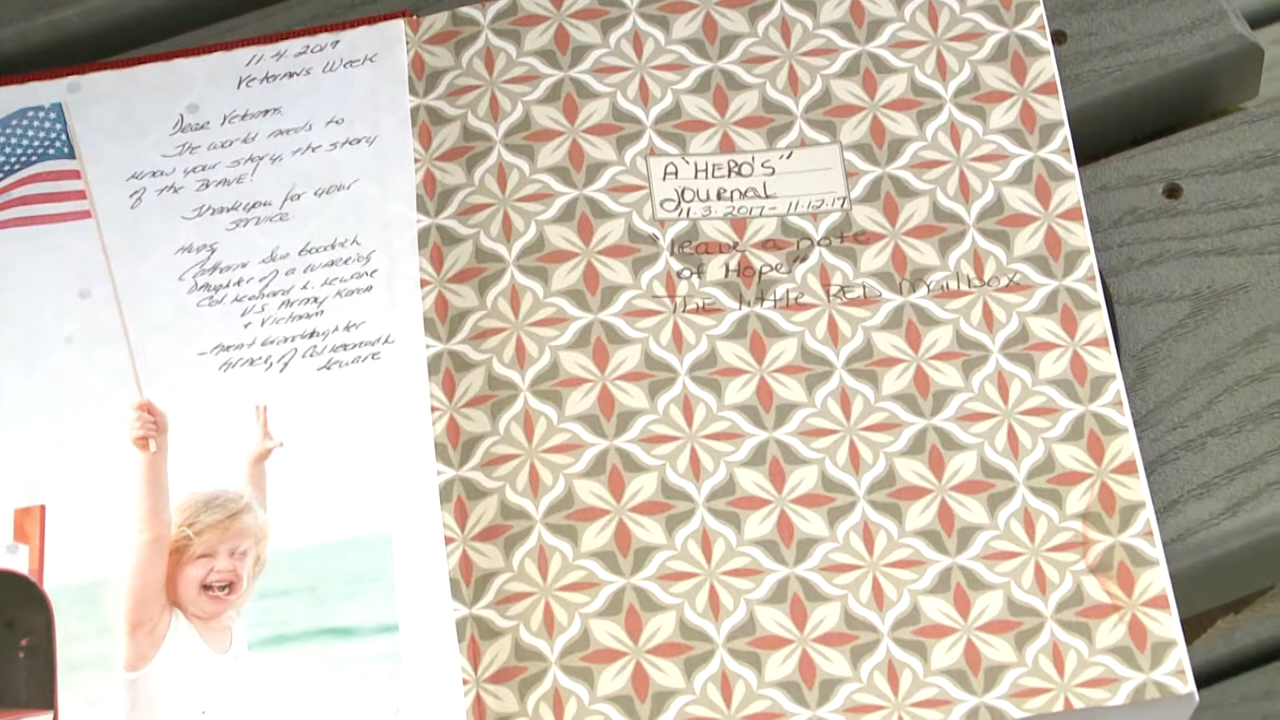 11.4.2017
Veterans Week
Dear Veteran,
The world needs to
know your story, the story
of the BRAVE!
Thank you for your
service
Hugs,
Catherine Sue Goodrich
Daughter of a WARRIOR
Col Leonard L. Lewane
U.S. Army Korea
+ Vietnam
- Great Granddaughter
of Col Leonard L
Lewane
A "HERO'S"
JOURNAL
11.3.2017 - 11.12.17
"leave a note
of Hope"
The little RED Mailbox